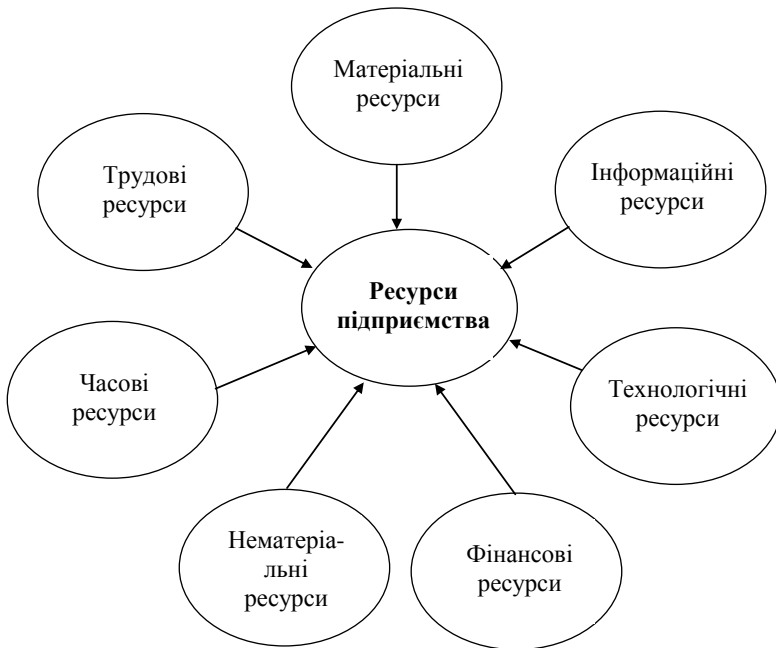 Матеріальні
ресурси
Трудові
ресурси
Інформаційні
ресурси
Ресурси
підприємства
Часові
ресурси
Технологічні
ресурси
Нематеріа-
льні
ресурси
Фінансові
ресурси